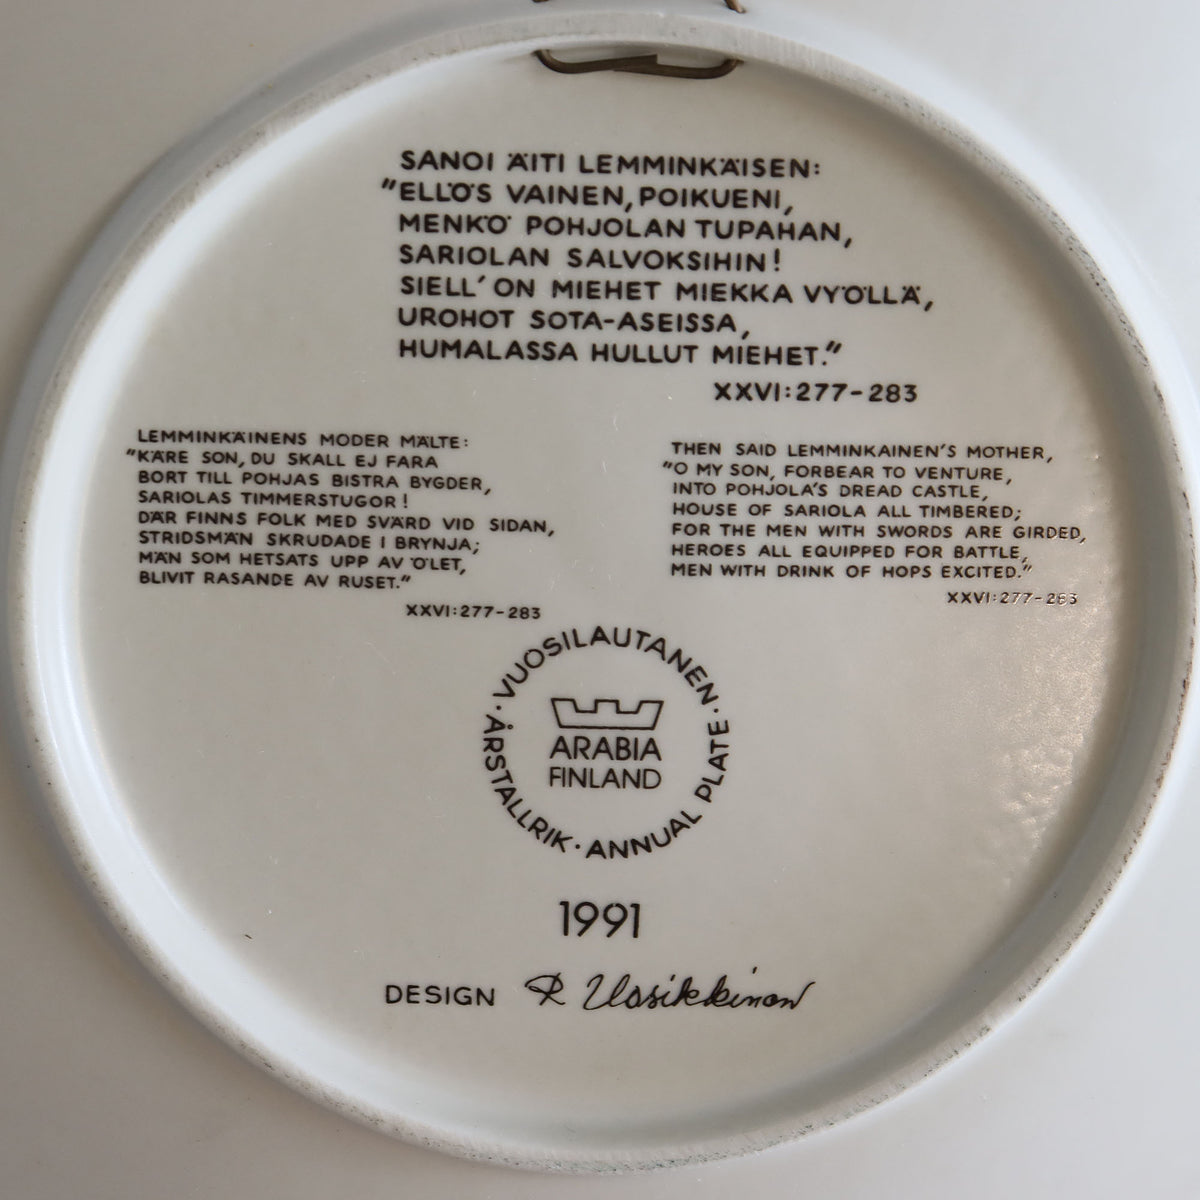 SANOI ÄITI LEMMINKÄISEN:
"ELLÖS VAINEN, POIKUENI,
MENKÖ POHJOLAN TUPAHAN,
SARIOLAN SALVOKSIHIN!
SIELL' ON MIEHET MIEKKA VYÖLLÄ,
UROHOT SOTA-ASEISSA,
HUMALASSA HULLUT MIEHET."
XXVI:277-283
LEMMINKÄINENS MODER MÄLTE:
"KÄRE SON, DU SKALL EJ FARA
BORT TILL POHJAS BISTRA BYGDER,
SARIOLAS TIMMERSTUGOR!
DÄR FINNS FOLK MED SVÄRD VID SIDAN,
STRIDSMÄN SKRUDADE I BRYNJA;
MÄN SOM HETSATS UPP AV ÖLET,
BLIVIT RASANDE AV RUSET."
XXVI:277-283
THEN SAID LEMMINKAINEN'S MOTHER,
"O MY SON, FORBEAR TO VENTURE,
INTO POHJOLA'S DREAD CASTLE,
HOUSE OF SARIOLA ALL TIMBERED;
FOR THE MEN WITH SWORDS ARE GIRDED,
HEROES ALL EQUIPPED FOR BATTLE,
MEN WITH DRINK OF HOPS EXCITED."
XXVI:277-283
VUOSILAUTANEN · ANNUAL PLATE · ÅRSTALLRIK ·
ARABIA
FINLAND
1991
DESIGN R Uosikkinen